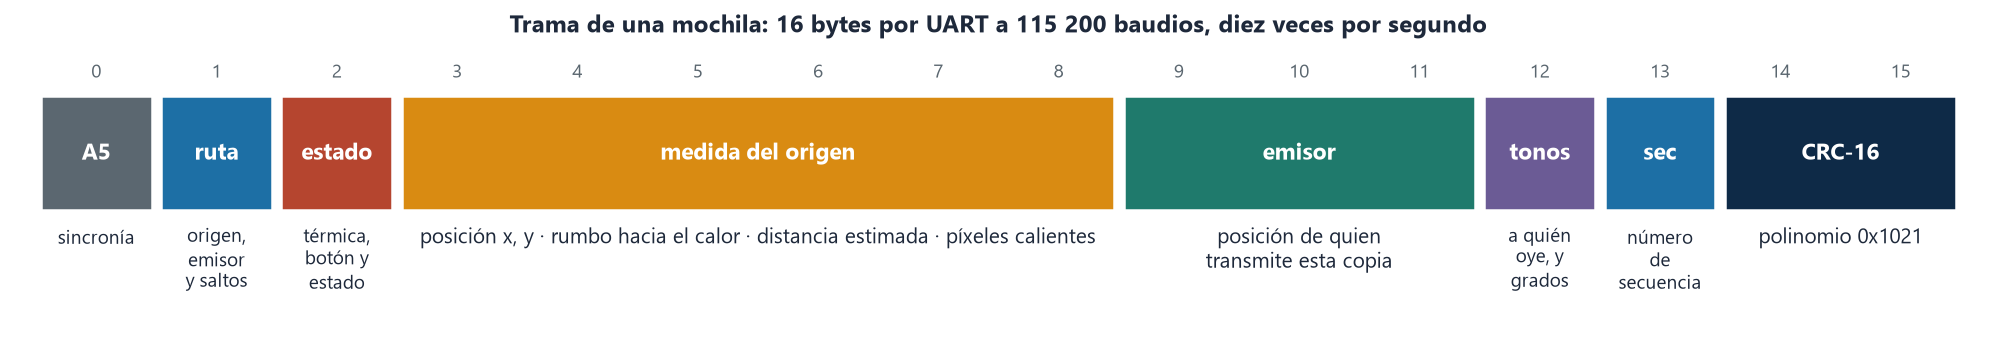 Trama de una mochila: 16 bytes por UART a 115 200 baudios, diez veces por segundo
0 1 2 3 4 5 6 7 8 9 10 11 12 13 14 15
A5 ruta estado medida del origen emisor tonos sec CRC-16
sincronía
origen,
emisor
y saltos
térmica,
botón y
estado
posición x, y · rumbo hacia el calor · distancia estimada · píxeles calientes
posición de quien
transmite esta copia
a quién
oye, y
grados
número
de
secuencia
polinomio 0x1021